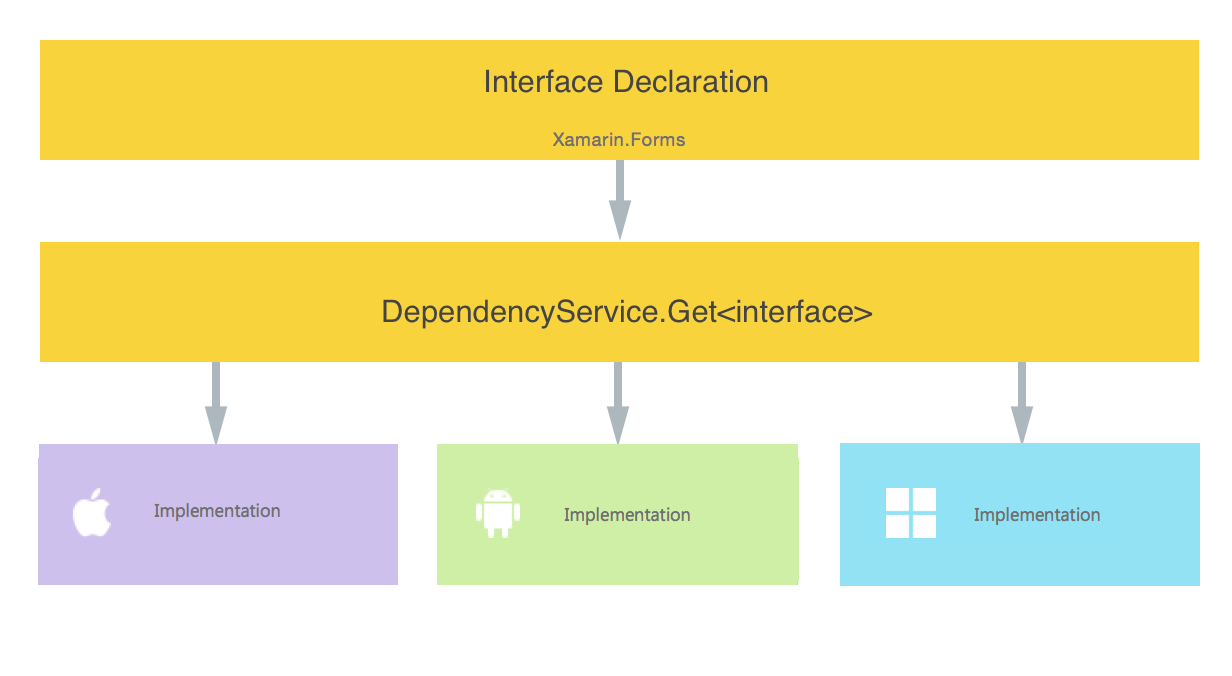 Interface Declaration
Xamarin.Forms
DependencyService.Get<interface>
Implementation
Implementation
Implementation